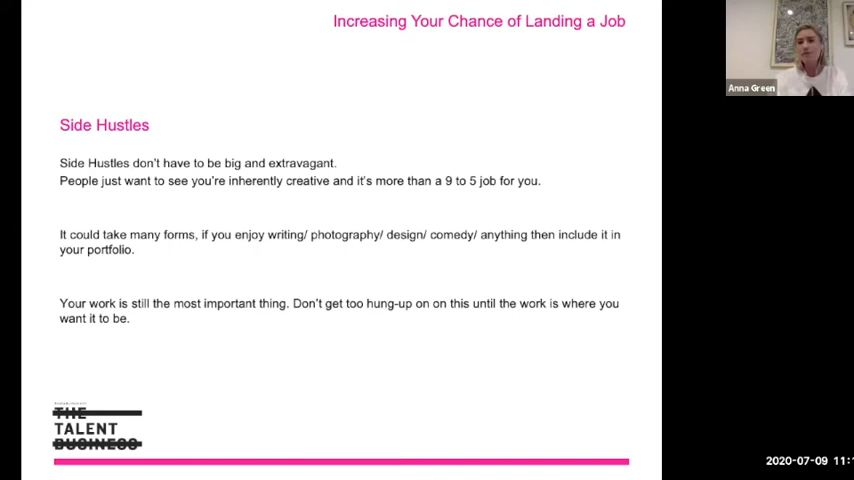 Increasing Your Chance of Landing a Job
Anna Green
Side Hustles
Side Hustles don't have to be big and extravagant.
People just want to see you're inherently creative and it's more than a 9 to 5 job for you.
It could take many forms, if you enjoy writing/ photography/ design/ comedy/ anything then include it in
your portfolio.
Your work is still the most important thing. Don't get too hung-up on on this until the work is where you
want it to be.
THE
TALENT
BUSINESS
2020-07-09 11:1